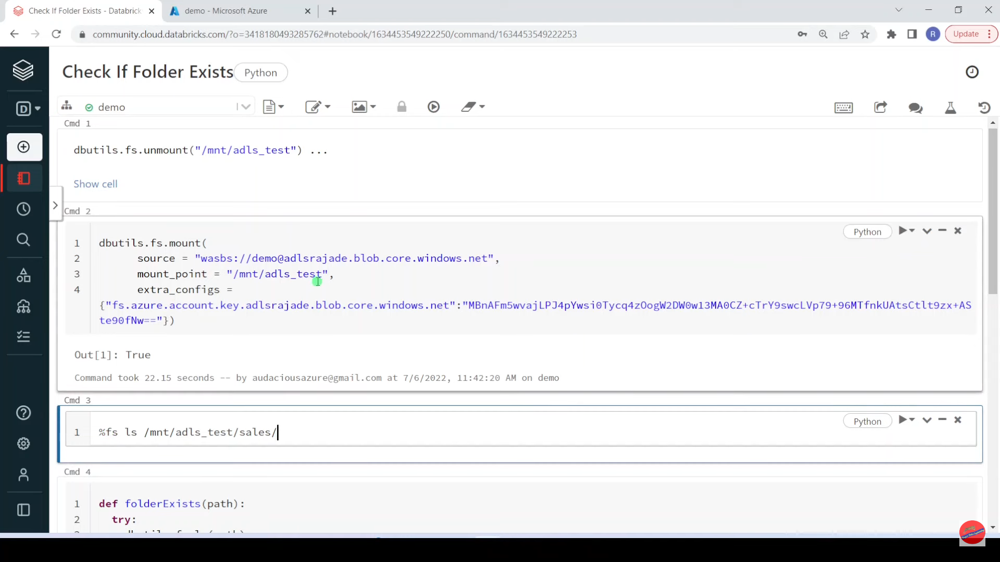 Check If Folder Exists - Databrick
demo - Microsoft Azure
community.cloud.databricks.com/?o=3418180493285762#notebook/1634453549222250/command/1634453549222253
R
Update
Check If Folder Exists
Python
D
demo
Cmd 1
dbutils.fs.unmount("/mnt/adls_test") ...
Show cell
Cmd 2
Python
1 dbutils.fs.mount(
2 source = "wasbs://demo@adlsrajade.blob.core.windows.net",
3 mount_point = "/mnt/adls_test",
4 extra_configs =
{"fs.azure.account.key.adlsrajade.blob.core.windows.net":"MBnAFm5wvajLPJ4pYwsi0Tycq4zOogW2DW0w13MA0CZ+cTrY9swcLVp79+96MTfnkUAtsCtlt9zx+AS
te90fNw=="})
Out[1]: True
Command took 22.15 seconds -- by audaciousazure@gmail.com at 7/6/2022, 11:42:20 AM on demo
Cmd 3
Python
1 %fs ls /mnt/adls_test/sales/
Cmd 4
1 def folderExists(path):
2 try: